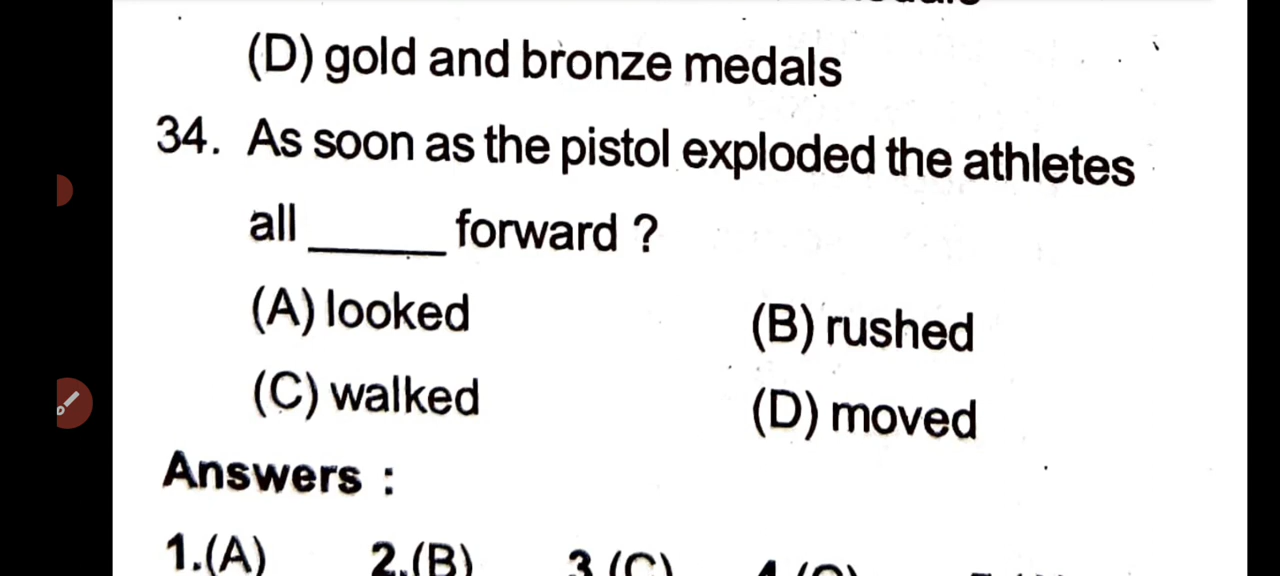 (D) gold and bronze medals
34. As soon as the pistol exploded the athletes
all ______ forward ?
(A) looked (B) rushed
(C) walked (D) moved
Answers :
1.(A) 2.(B) 3.(C)